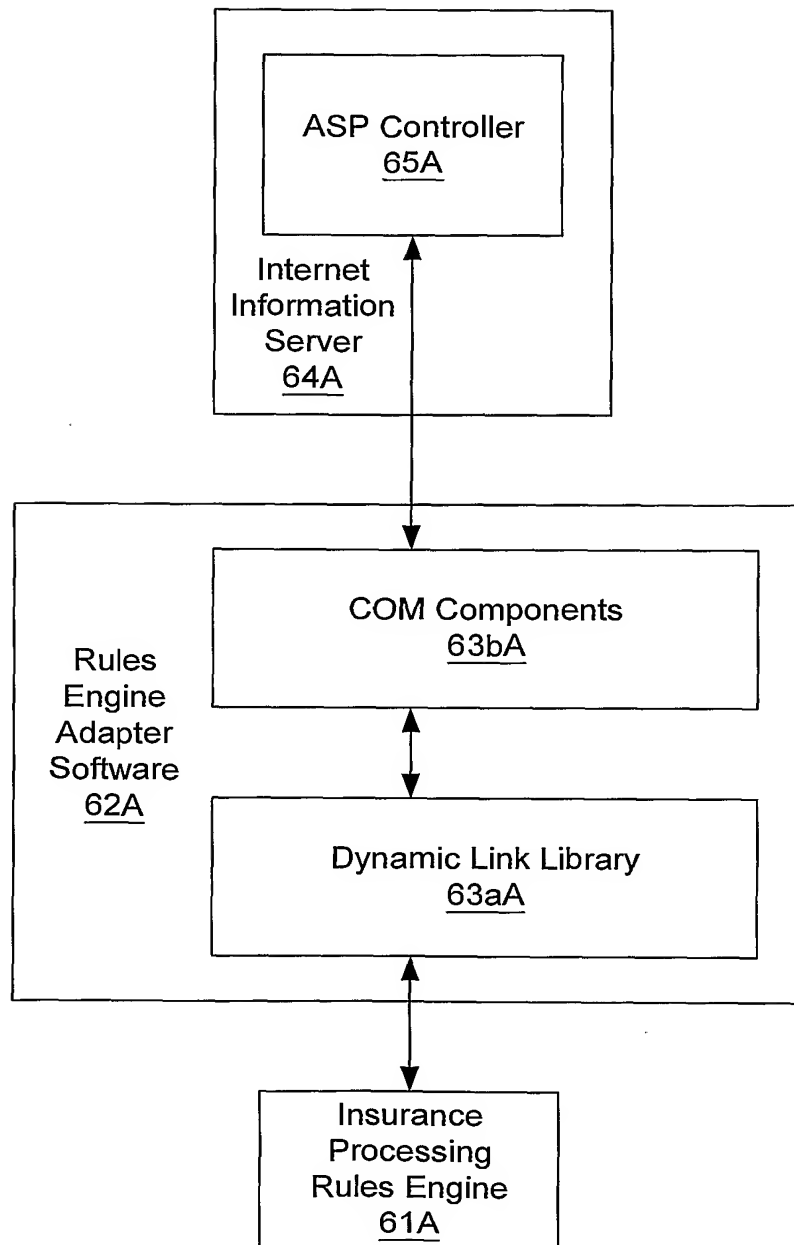 ASP Controller
65A
Internet
Information
Server
64A
COM Components
63bA
Rules
Engine
Adapter
Software
62A
Dynamic Link Library
63aA
Insurance
Processing
Rules Engine
61A